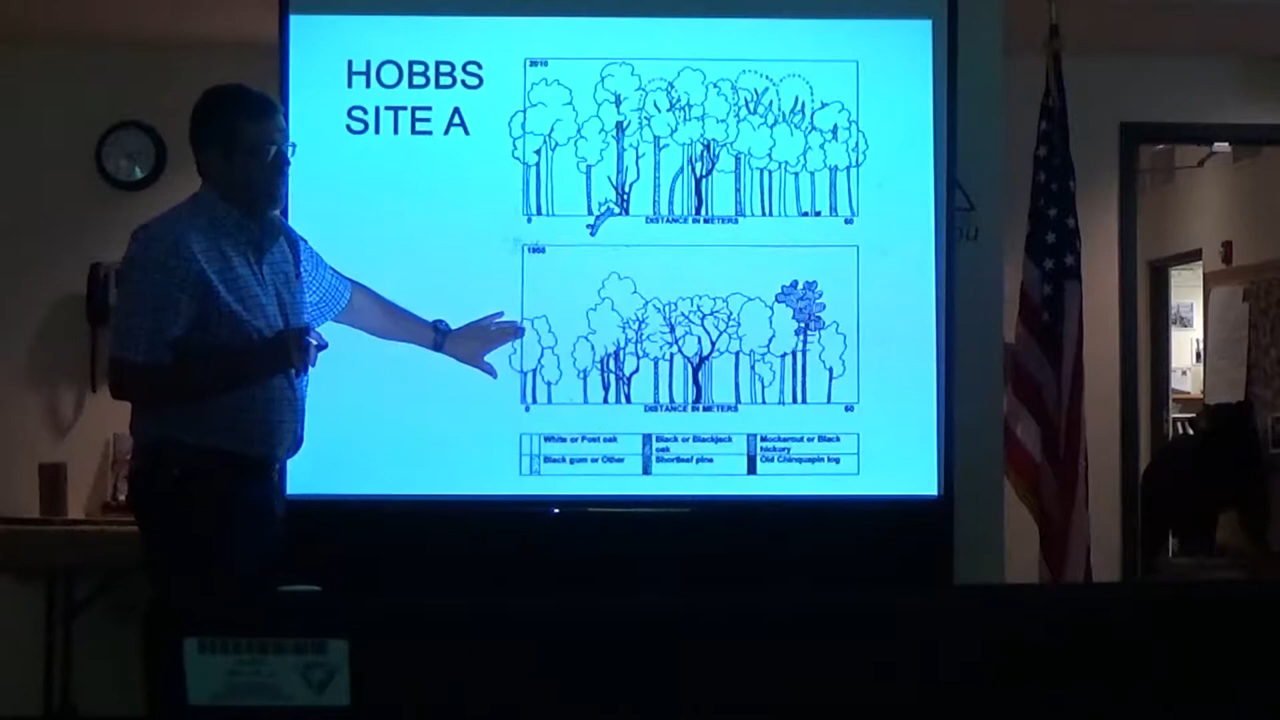 HOBBS
SITE A
2010
0
DISTANCE IN METERS
60
0
DISTANCE IN METERS
60
White or Post oak
Black or Blackjack
oak
Mockernut or Black
hickory
Black gum or Other
Shortleaf pine
Old Chinquapin log